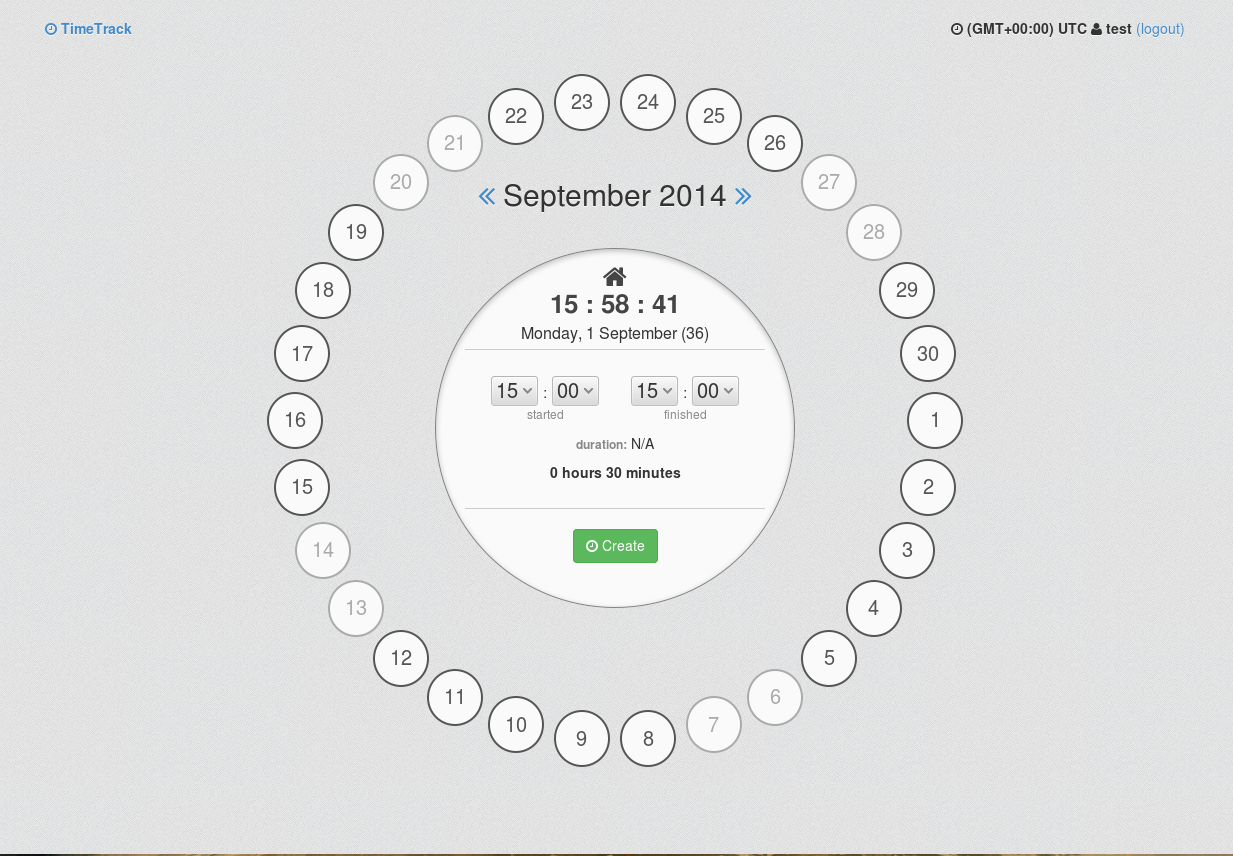 TimeTrack
(GMT+00:00) UTC test (logout)
23 24
22 25
21 26
20 27
September 2014
19 28
18 29
15 : 58 : 41
Monday, 1 September (36)
17 30
15 : 00 15 : 00
started finished
16 1
duration: N/A
0 hours 30 minutes
15 2
Create
14 3
13 4
12 5
11 6
10 7
9 8